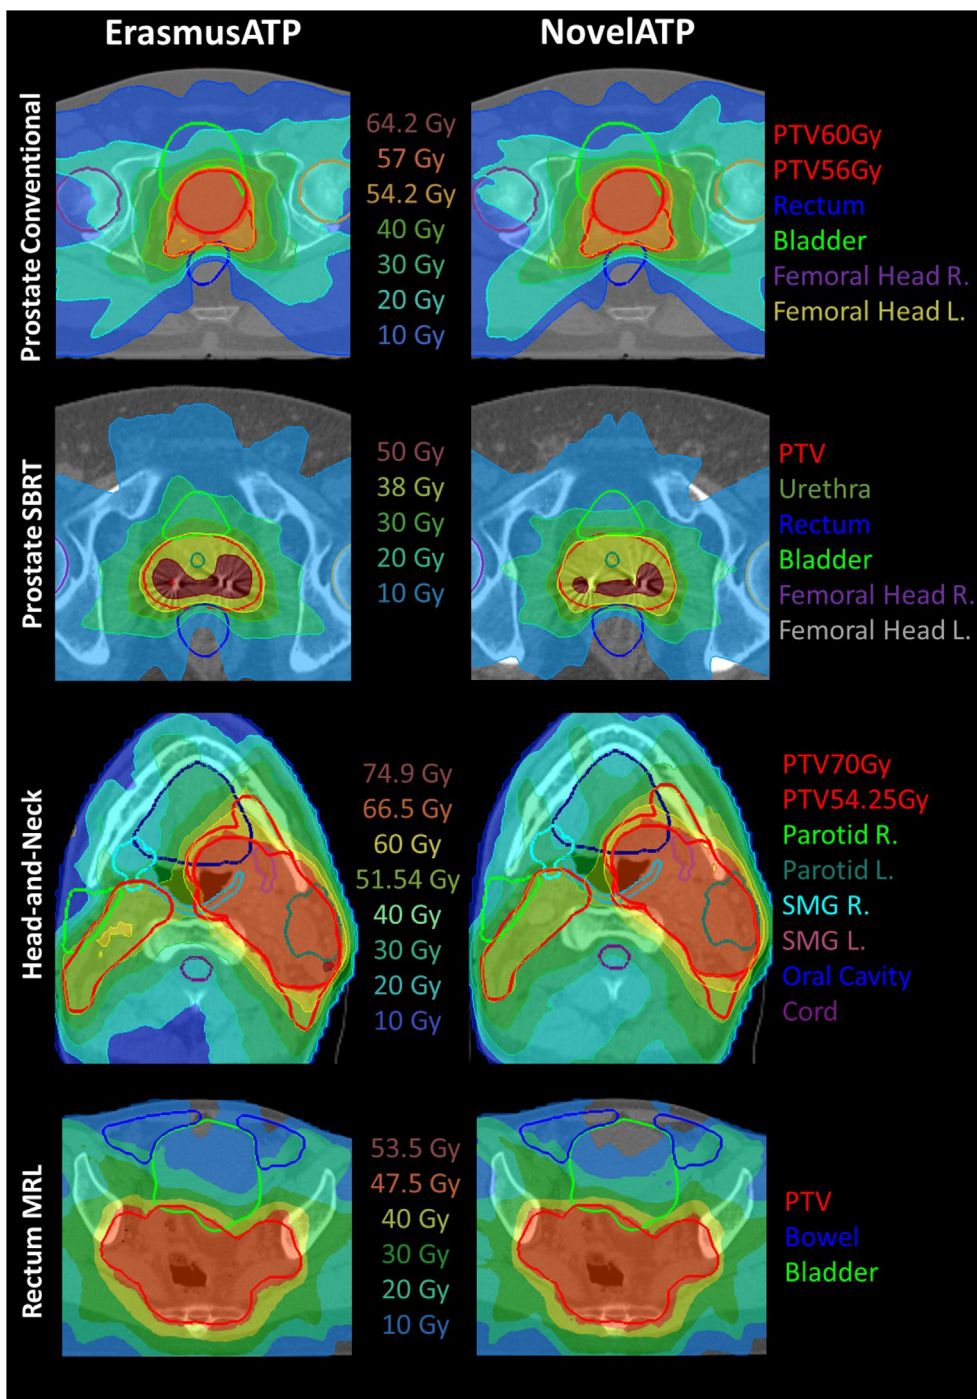 ErasmusATP
NovelATP
Prostate Conventional
64.2 Gy
57 Gy
54.2 Gy
40 Gy
30 Gy
20 Gy
10 Gy
PTV60Gy
PTV56Gy
Rectum
Bladder
Femoral Head R.
Femoral Head L.
Prostate SBRT
50 Gy
38 Gy
30 Gy
20 Gy
10 Gy
PTV
Urethra
Rectum
Bladder
Femoral Head R.
Femoral Head L.
Head-and-Neck
74.9 Gy
66.5 Gy
60 Gy
51.54 Gy
40 Gy
30 Gy
20 Gy
10 Gy
PTV70Gy
PTV54.25Gy
Parotid R.
Parotid L.
SMG R.
SMG L.
Oral Cavity
Cord
Rectum MRL
53.5 Gy
47.5 Gy
40 Gy
30 Gy
20 Gy
10 Gy
PTV
Bowel
Bladder